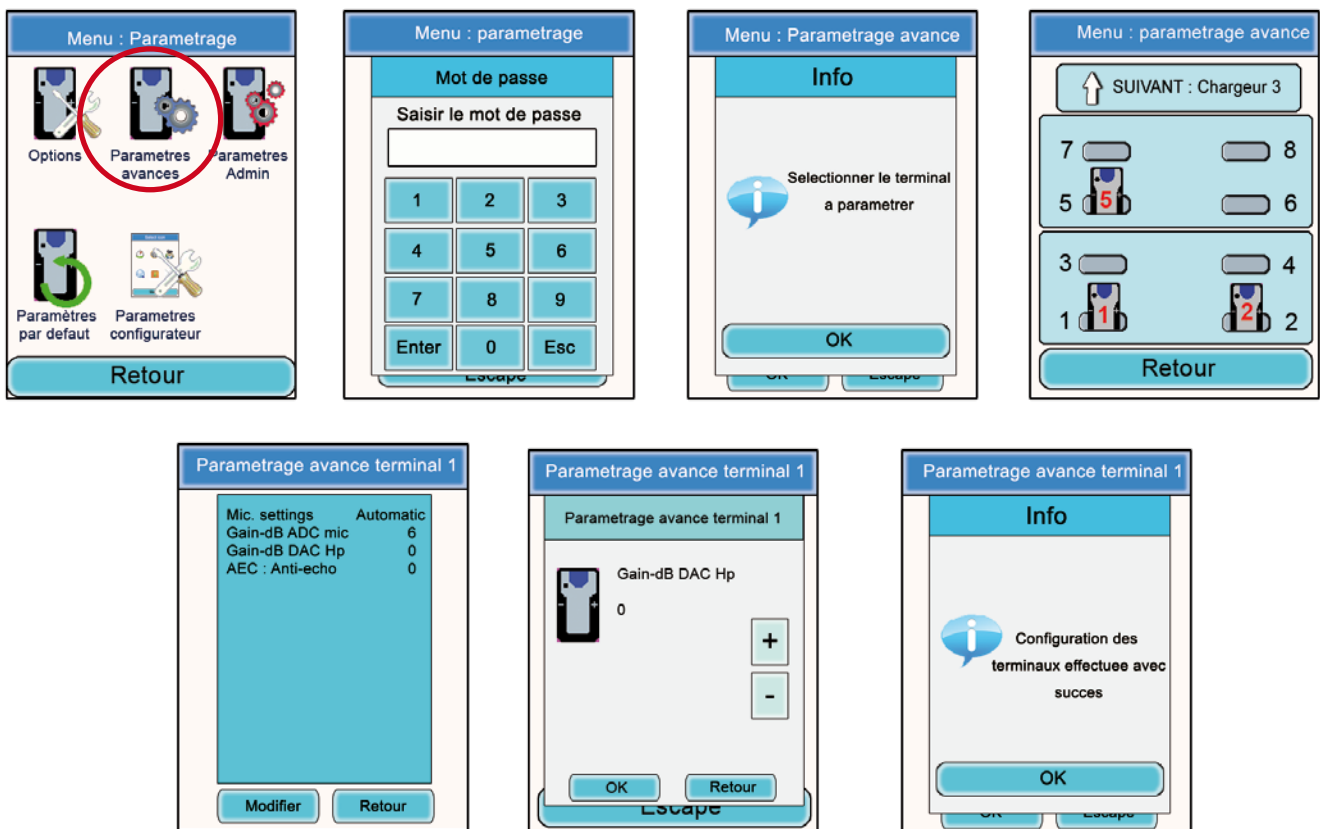 Menu : Parametrage
Options
Parametres
avances
Parametres
Admin
Paramètres
par defaut
Parametres
configurateur
Retour
Menu : parametrage
Mot de passe
Saisir le mot de passe
1 2 3
4 5 6
7 8 9
Enter 0 Esc
Escape
Menu : Parametrage avance
Info
Selectionner le terminal
a parametrer
OK
OK Escape
Menu : parametrage avance
SUIVANT : Chargeur 3
7 8
5 5 6
3 4
1 1 2 2
Retour
Parametrage avance terminal 1
Mic. settings Automatic
Gain-dB ADC mic 6
Gain-dB DAC Hp 0
AEC : Anti-echo 0
Modifier Retour
Parametrage avance terminal 1
Parametrage avance terminal 1
Gain-dB DAC Hp
0
+
-
OK Retour
Escape
Parametrage avance terminal 1
Info
Configuration des
terminaux effectuee avec
succes
OK
OK Escape